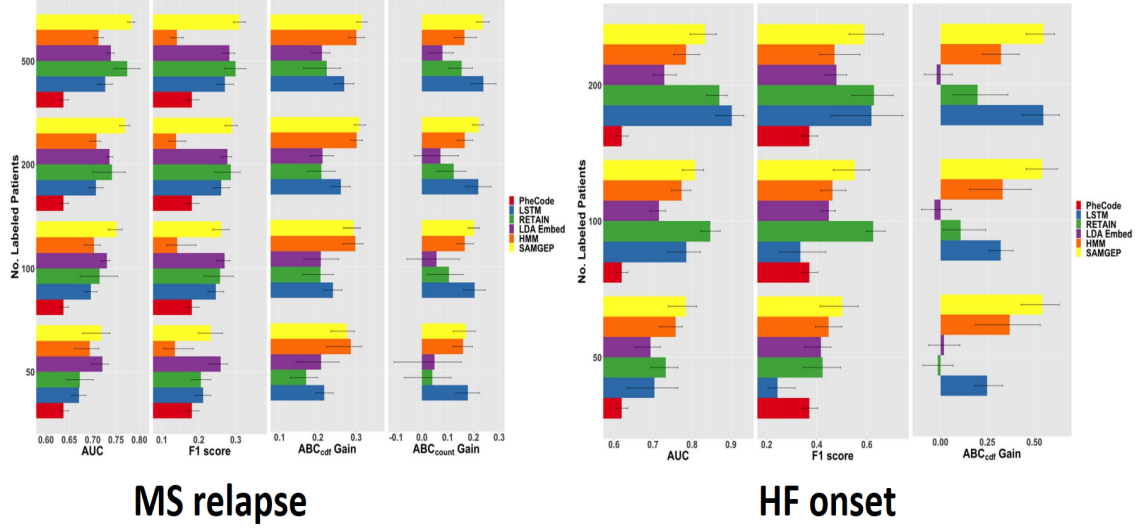 No. Labeled Patients
500
200
100
50
0.60 0.65 0.70 0.75 0.80
AUC
0.1 0.2 0.3
F1 score
0.1 0.2 0.3
ABCcdf Gain
-0.1 0.0 0.1 0.2 0.3
ABCcount Gain
PheCode
LSTM
RETAIN
LDA Embed
HMM
SAMGEP
MS relapse
No. Labeled Patients
200
100
50
0.6 0.7 0.8 0.9
AUC
0.2 0.4 0.6
F1 score
0.00 0.25 0.50
ABCcdf Gain
PheCode
LSTM
RETAIN
LDA Embed
HMM
SAMGEP
HF onset